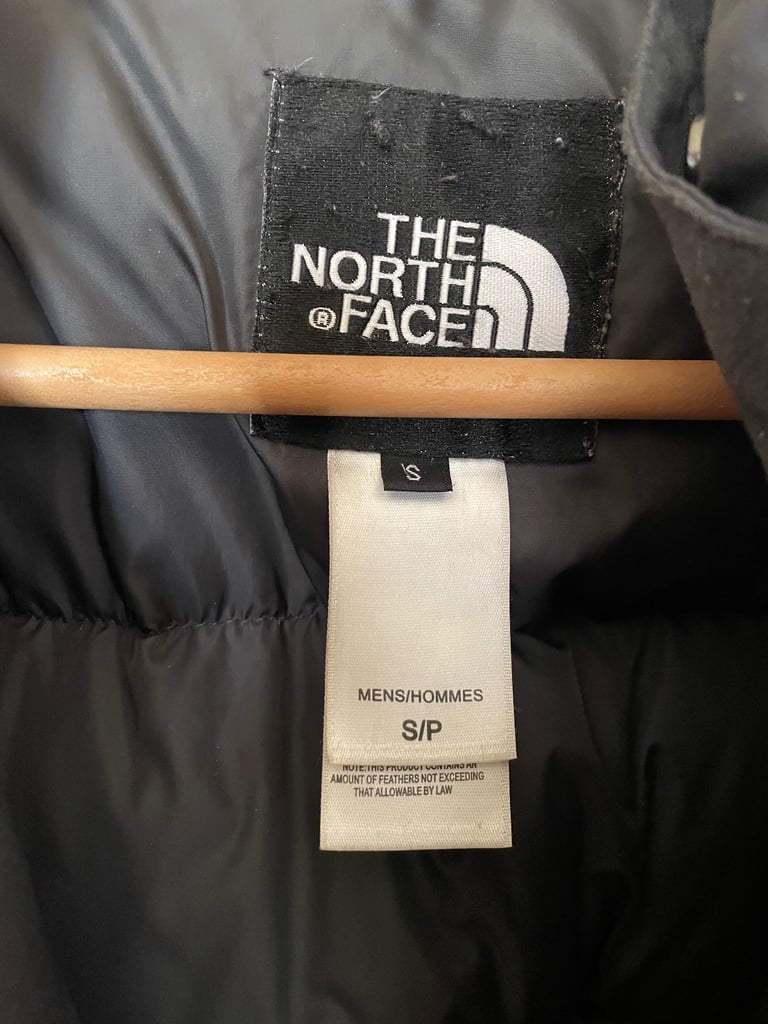 THE
NORTH
® FACE
S
MENS/HOMMES
S/P
NOTE:THIS PRODUCT CONTAINS AN
AMOUNT OF FEATHERS NOT EXCEEDING
THAT ALLOWABLE BY LAW